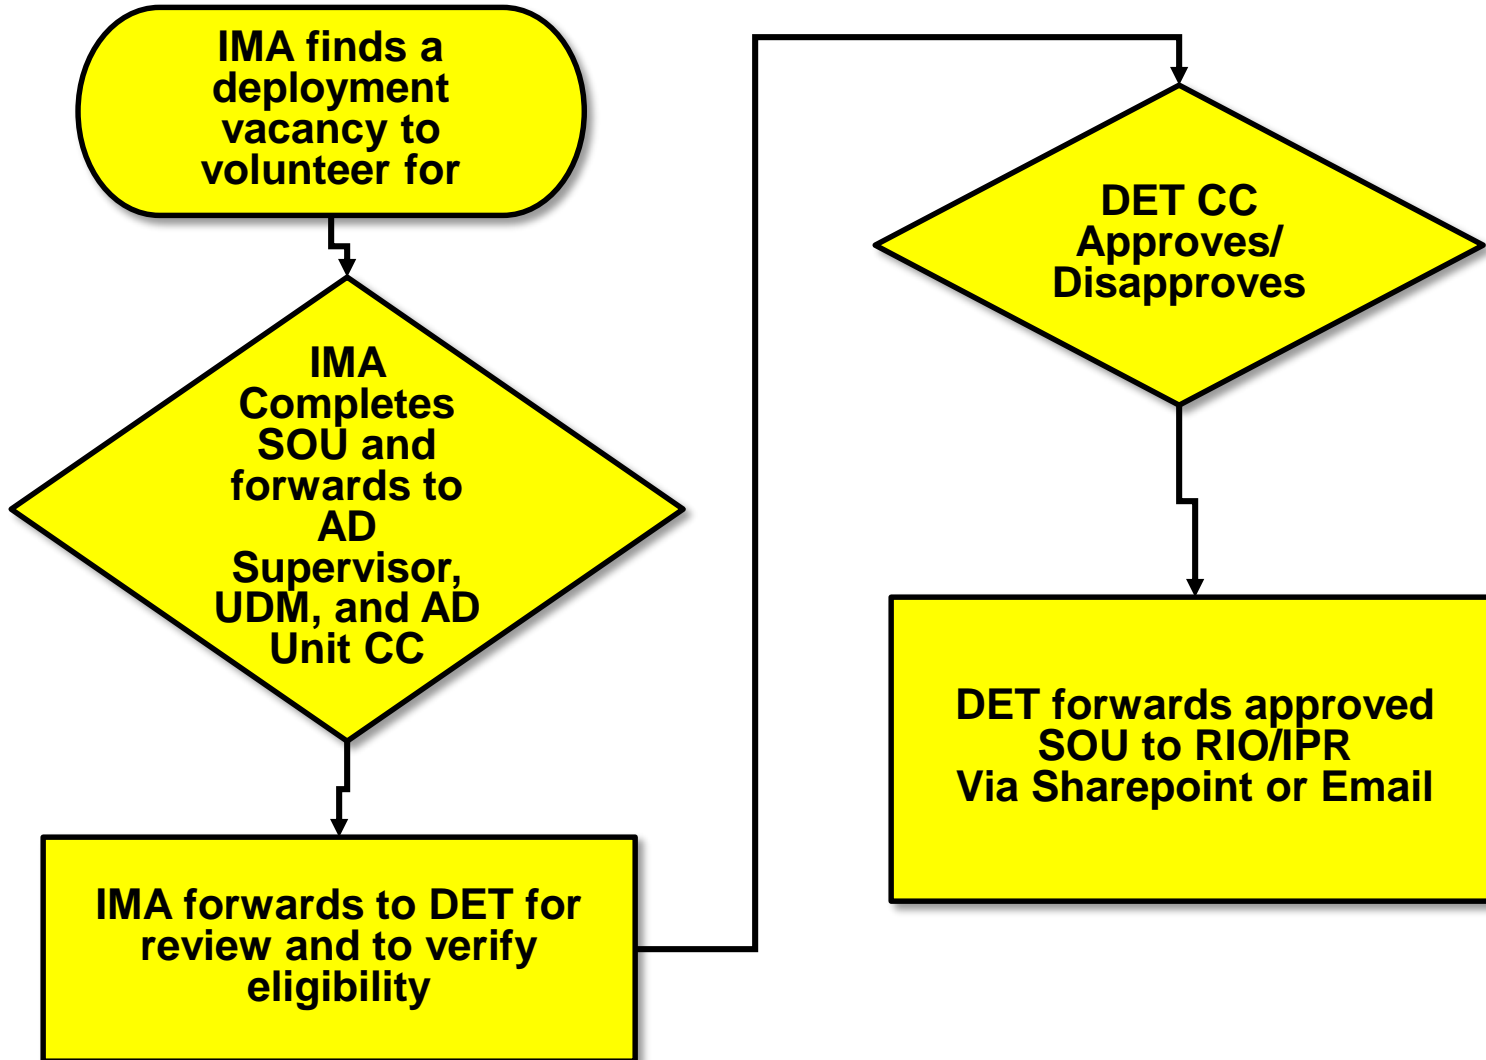 IMA finds a
deployment
vacancy to
volunteer for
IMA
Completes
SOU and
forwards to
AD
Supervisor,
UDM, and AD
Unit CC
IMA forwards to DET for
review and to verify
eligibility
DET CC
Approves/
Disapproves
DET forwards approved
SOU to RIO/IPR
Via Sharepoint or Email